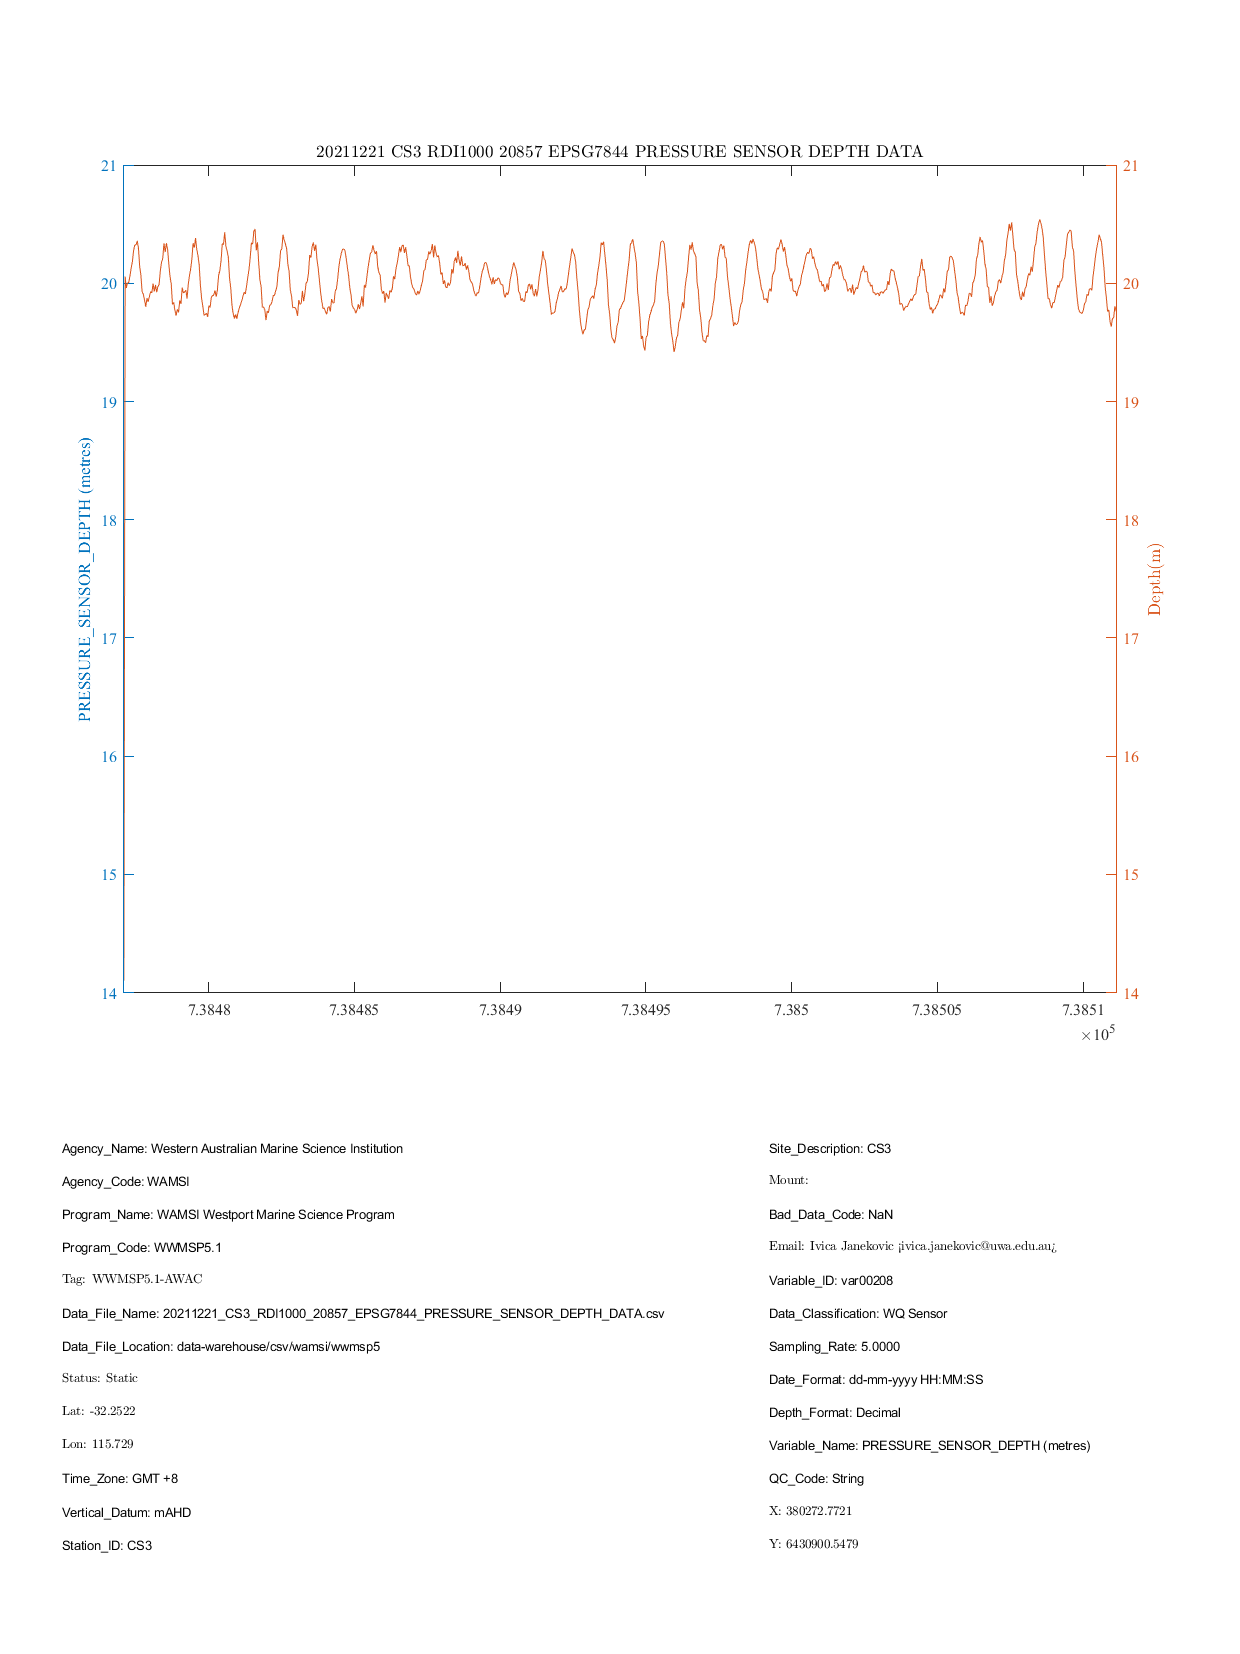 20211221 CS3 RDI1000 20857 EPSG7844 PRESSURE SENSOR DEPTH DATA
21
20
19
18
17
16
15
14
PRESSURE_SENSOR_DEPTH (metres)
21
20
19
18
17
16
15
14
Depth(m)
7.3848 7.38485 7.3849 7.38495 7.385 7.38505 7.3851
×10^5
Agency_Name: Western Australian Marine Science Institution
Agency_Code: WAMSI
Program_Name: WAMSI Westport Marine Science Program
Program_Code: WWMSP5.1
Tag: WWMSP5.1-AWAC
Data_File_Name: 20211221_CS3_RDI1000_20857_EPSG7844_PRESSURE_SENSOR_DEPTH_DATA.csv
Data_File_Location: data-warehouse/csv/wamsi/wwmsp5
Status: Static
Lat: -32.2522
Lon: 115.729
Time_Zone: GMT +8
Vertical_Datum: mAHD
Station_ID: CS3
Site_Description: CS3
Mount:
Bad_Data_Code: NaN
Email: Ivica Janekovic ¡ivica.janekovic@uwa.edu.au¿
Variable_ID: var00208
Data_Classification: WQ Sensor
Sampling_Rate: 5.0000
Date_Format: dd-mm-yyyy HH:MM:SS
Depth_Format: Decimal
Variable_Name: PRESSURE_SENSOR_DEPTH (metres)
QC_Code: String
X: 380272.7721
Y: 6430900.5479